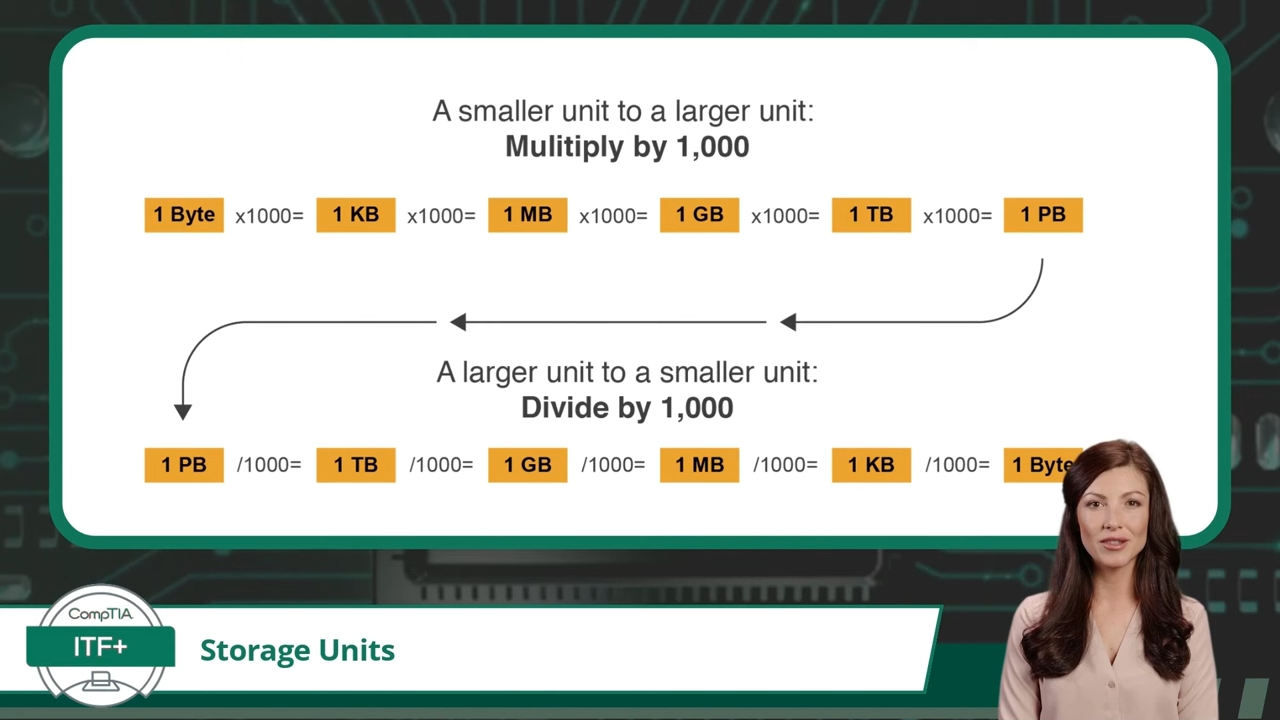 A smaller unit to a larger unit:
Mulitiply by 1,000
1 Byte x1000= 1 KB x1000= 1 MB x1000= 1 GB x1000= 1 TB x1000= 1 PB
A larger unit to a smaller unit:
Divide by 1,000
1 PB /1000= 1 TB /1000= 1 GB /1000= 1 MB /1000= 1 KB /1000= 1 Byte
CompTIA
ITF+
Storage Units